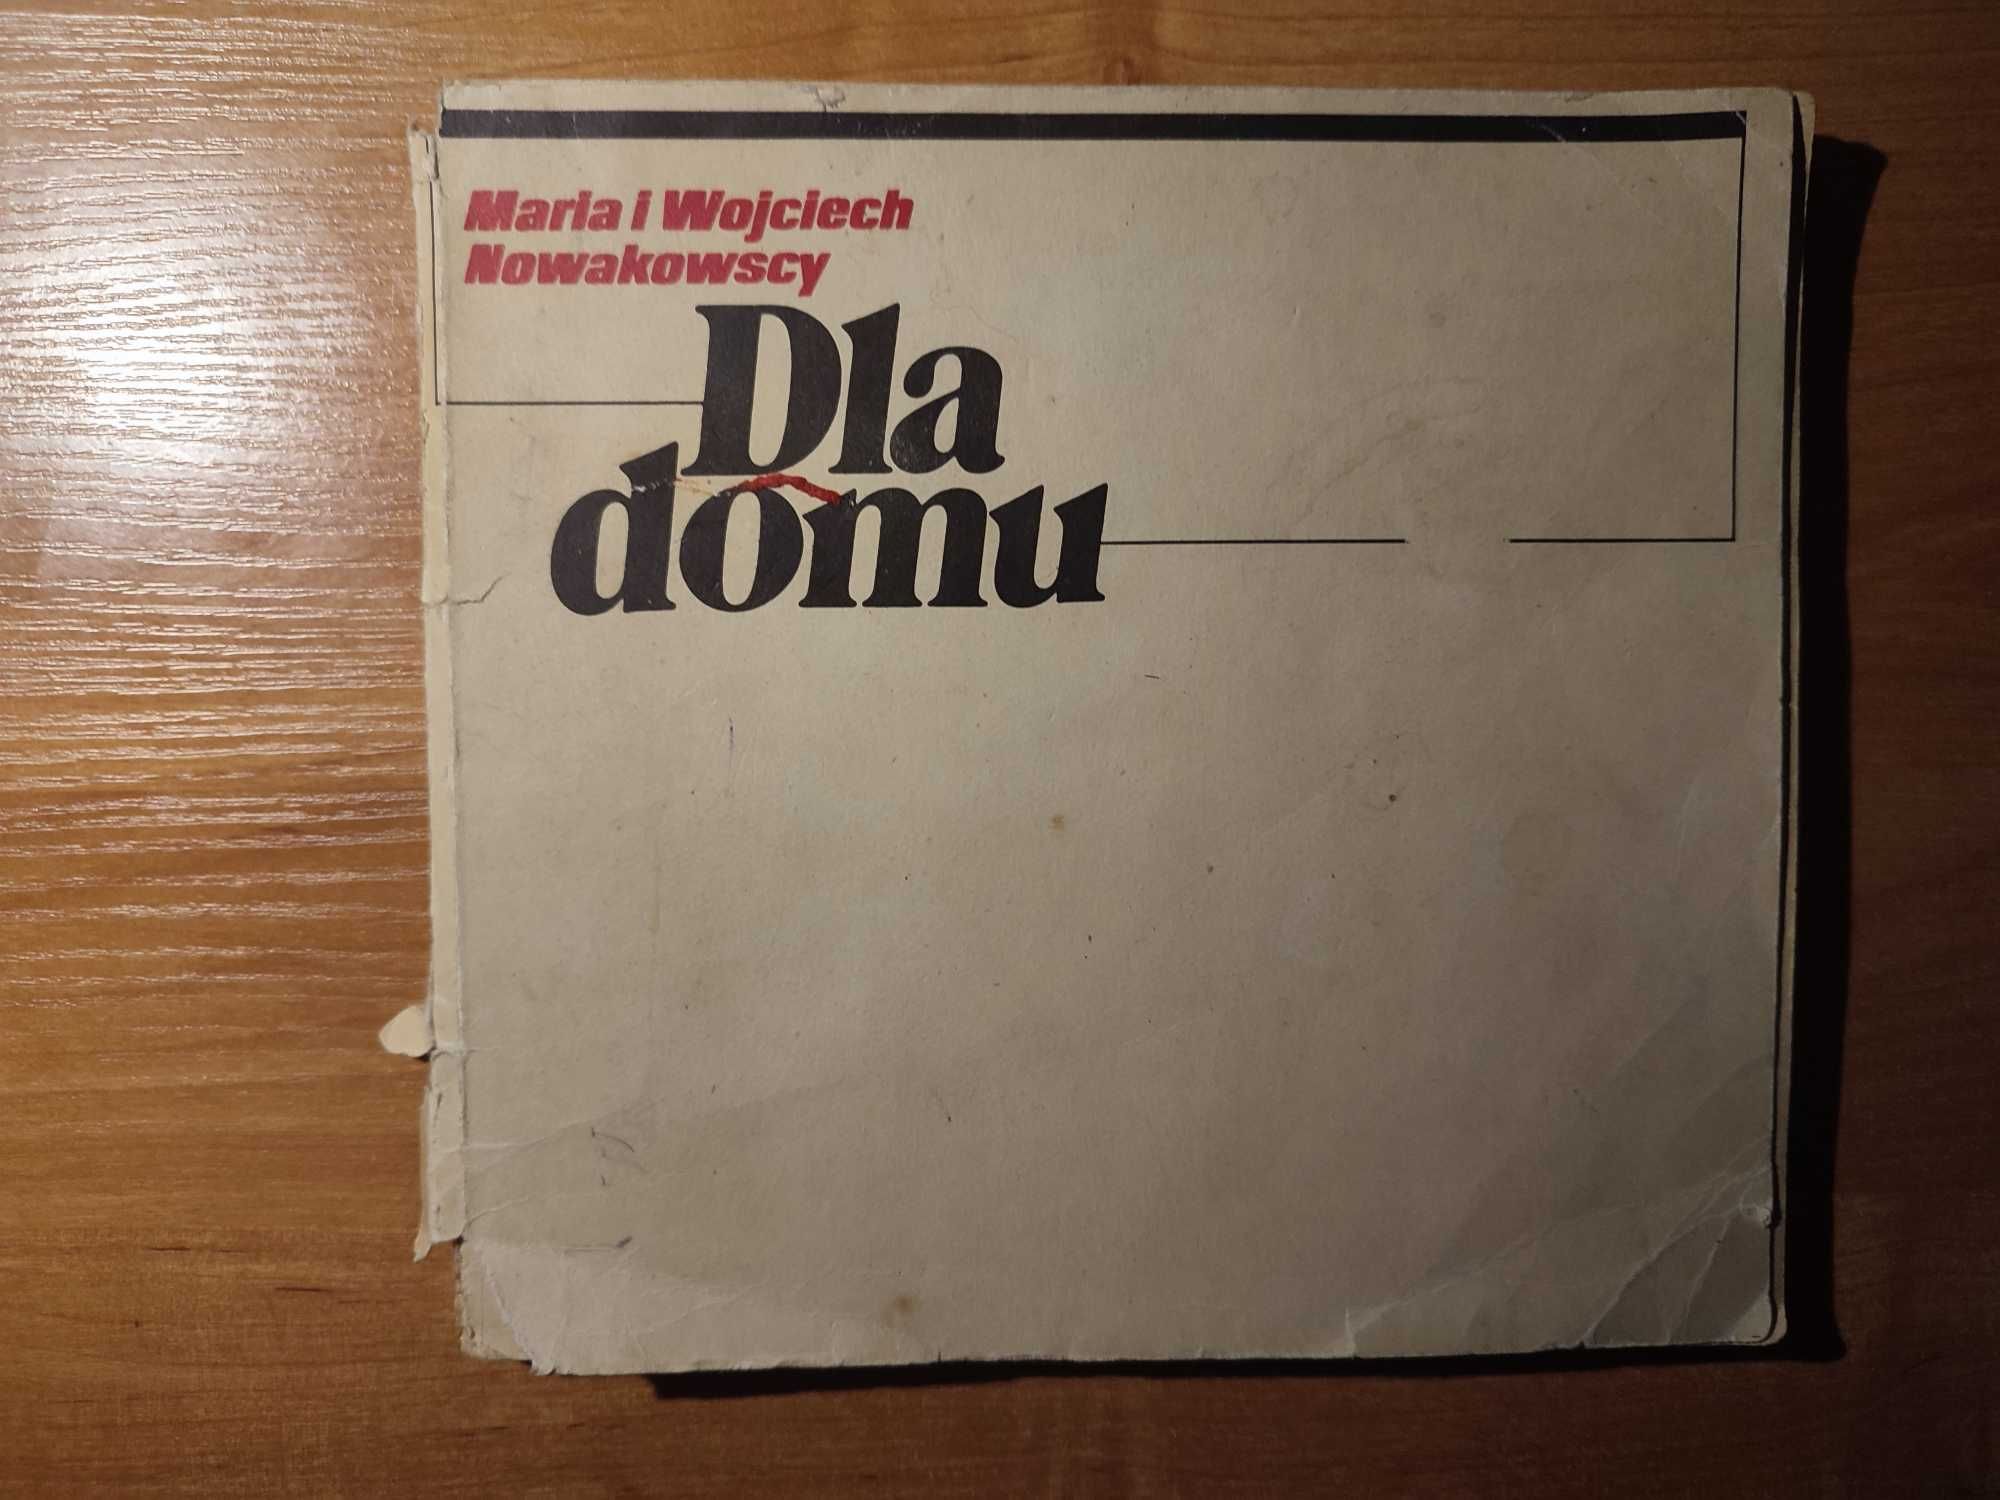 Maria i Wojciech
Nowakowscy
Dla
domu